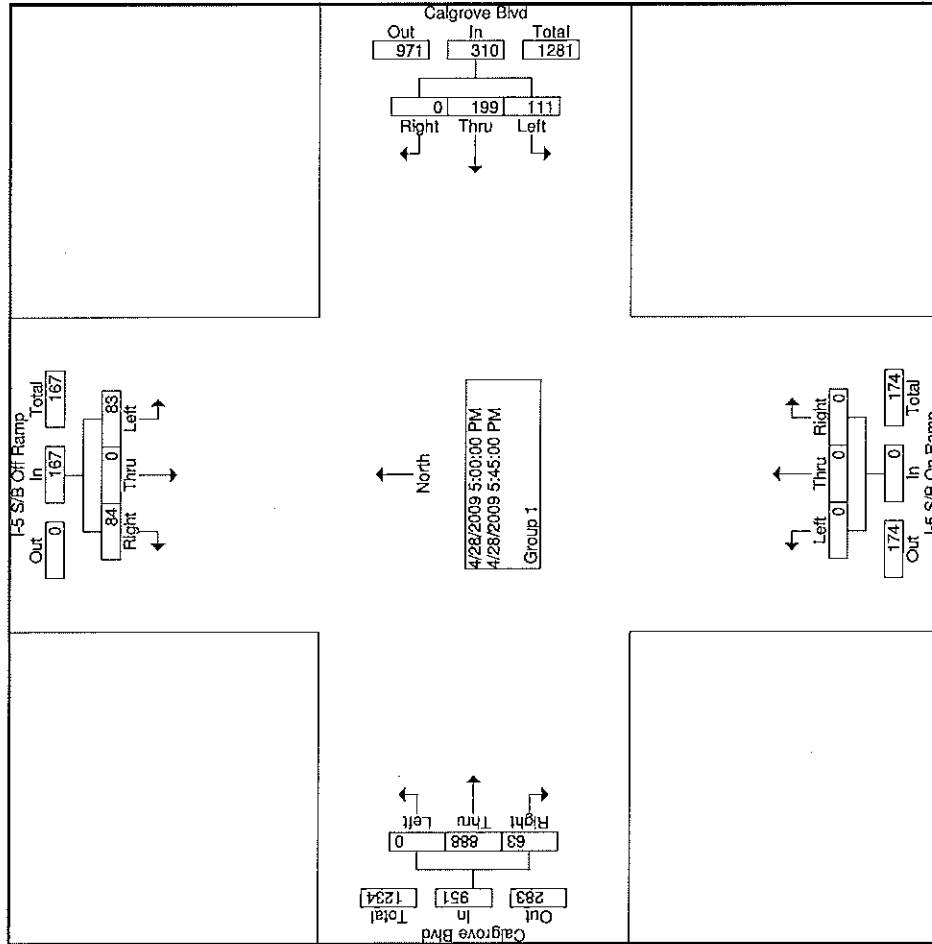 Calgrove Blvd
Out In Total
971 310 1281
0 199 111
Right Thru Left
I-5 S/B Off Ramp
Out In Total
0 167 167
84 0 83
Right Thru Left
North
4/28/2009 5:00:00 PM
4/28/2009 5:45:00 PM
Group 1
Left Thru Right
0 0 0
174 0 174
Out In Total
I-5 S/B On Ramp
Left Thru Right
0 888 63
1234 951 283
Total In Out
Calgrove Blvd